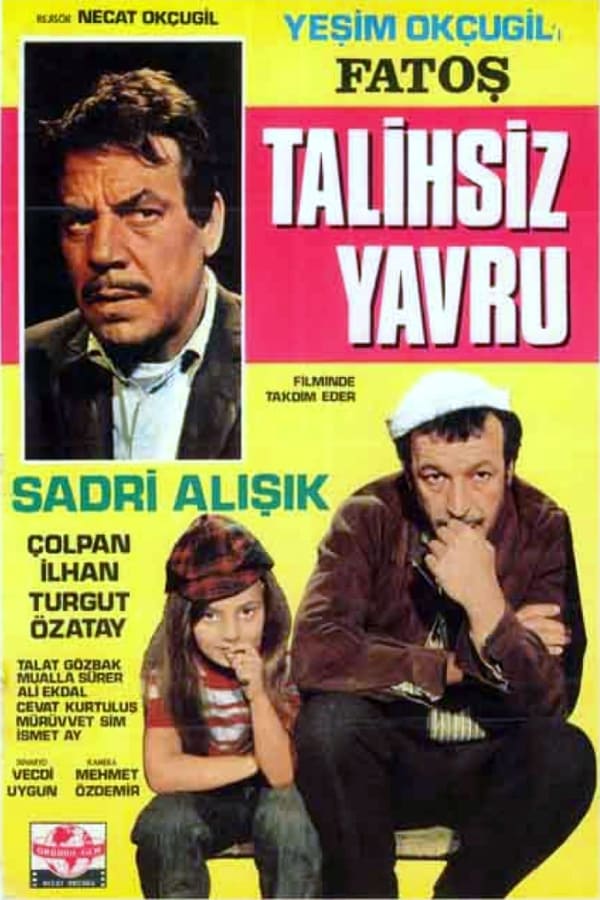 REJİSÖR NECAT OKÇUGİL
YEŞİM OKÇUGİL'i
FATOŞ
TALİHSİZ
YAVRU
FİLMİNDE
TAKDİM EDER
SADRİ ALIŞIK
ÇOLPAN
İLHAN
TURGUT
ÖZATAY
TALAT GÖZBAK
MUALLA SÜRER
ALİ EKDAL
CEVAT KURTULUŞ
MÜRÜVVET SİM
İSMET AY
SENARYO
VECDİ
UYGUN
KAMERA
MEHMET
ÖZDEMİR